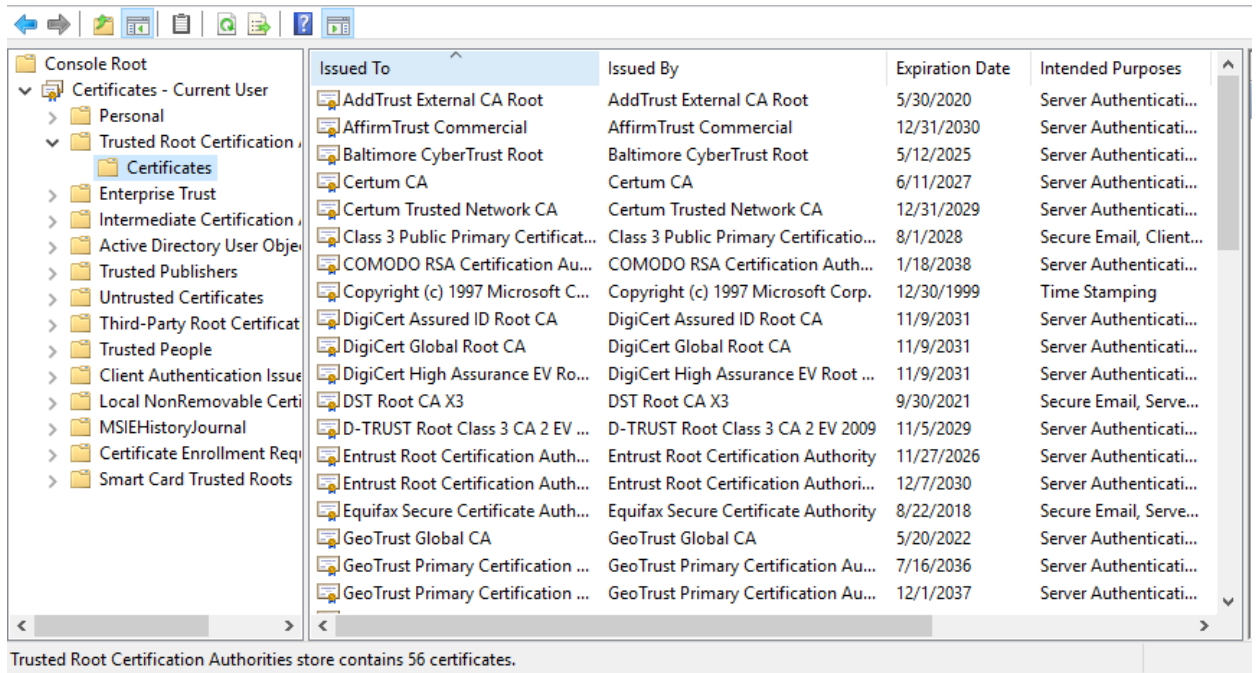 Console Root
Certificates - Current User
Personal
Trusted Root Certification
Certificates
Enterprise Trust
Intermediate Certification
Active Directory User Obje
Trusted Publishers
Untrusted Certificates
Third-Party Root Certificat
Trusted People
Client Authentication Issue
Local NonRemovable Certi
MSIEHistoryJournal
Certificate Enrollment Requ
Smart Card Trusted Roots
Issued To Issued By Expiration Date Intended Purposes
AddTrust External CA Root AddTrust External CA Root 5/30/2020 Server Authenticati...
AffirmTrust Commercial AffirmTrust Commercial 12/31/2030 Server Authenticati...
Baltimore CyberTrust Root Baltimore CyberTrust Root 5/12/2025 Server Authenticati...
Certum CA Certum CA 6/11/2027 Server Authenticati...
Certum Trusted Network CA Certum Trusted Network CA 12/31/2029 Server Authenticati...
Class 3 Public Primary Certificat... Class 3 Public Primary Certificatio... 8/1/2028 Secure Email, Client...
COMODO RSA Certification Au... COMODO RSA Certification Auth... 1/18/2038 Server Authenticati...
Copyright (c) 1997 Microsoft C... Copyright (c) 1997 Microsoft Corp. 12/30/1999 Time Stamping
DigiCert Assured ID Root CA DigiCert Assured ID Root CA 11/9/2031 Server Authenticati...
DigiCert Global Root CA DigiCert Global Root CA 11/9/2031 Server Authenticati...
DigiCert High Assurance EV Ro... DigiCert High Assurance EV Root ... 11/9/2031 Server Authenticati...
DST Root CA X3 DST Root CA X3 9/30/2021 Secure Email, Serve...
D-TRUST Root Class 3 CA 2 EV ... D-TRUST Root Class 3 CA 2 EV 2009 11/5/2029 Server Authenticati...
Entrust Root Certification Auth... Entrust Root Certification Authority 11/27/2026 Server Authenticati...
Entrust Root Certification Auth... Entrust Root Certification Authori... 12/7/2030 Server Authenticati...
Equifax Secure Certificate Auth... Equifax Secure Certificate Authority 8/22/2018 Secure Email, Serve...
GeoTrust Global CA GeoTrust Global CA 5/20/2022 Server Authenticati...
GeoTrust Primary Certification ... GeoTrust Primary Certification Au... 7/16/2036 Server Authenticati...
GeoTrust Primary Certification ... GeoTrust Primary Certification Au... 12/1/2037 Server Authenticati...
Trusted Root Certification Authorities store contains 56 certificates.